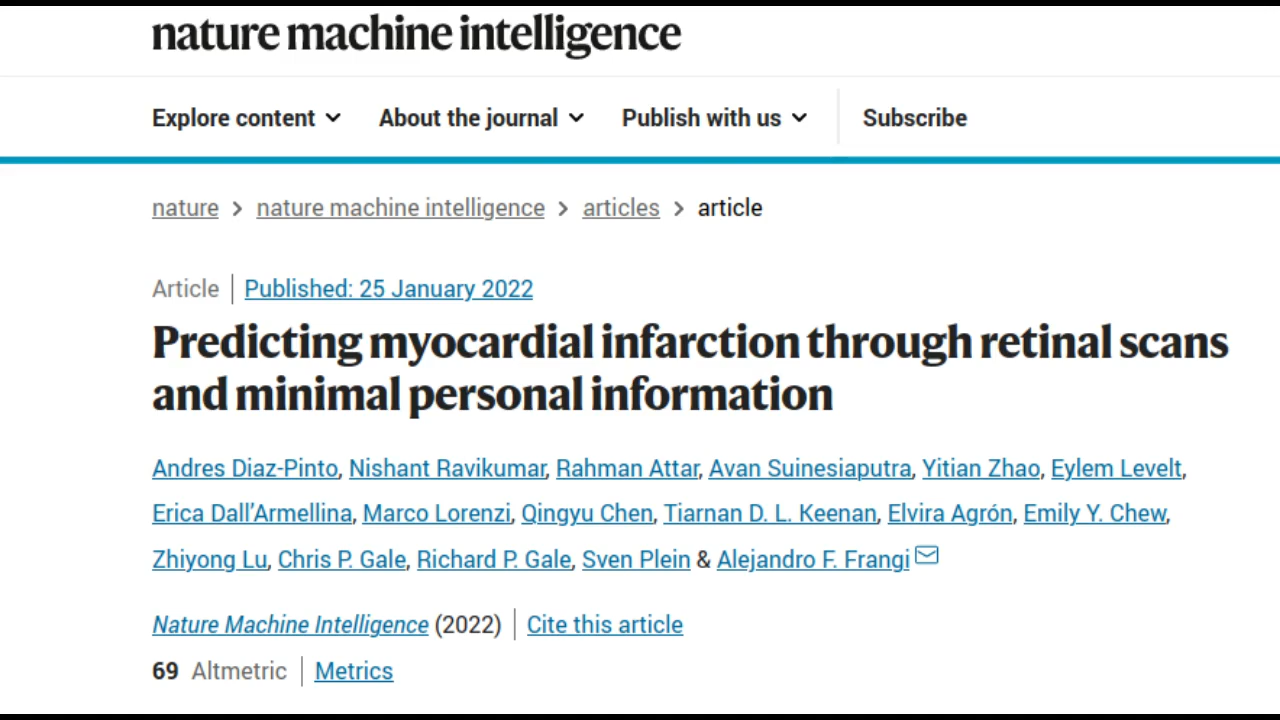 nature machine intelligence
Explore content About the journal Publish with us Subscribe
nature > nature machine intelligence > articles > article
Article | Published: 25 January 2022
Predicting myocardial infarction through retinal scans
and minimal personal information
Andres Diaz-Pinto, Nishant Ravikumar, Rahman Attar, Avan Suinesiaputra, Yitian Zhao, Eylem Levelt,
Erica Dall’Armellina, Marco Lorenzi, Qingyu Chen, Tiarnan D. L. Keenan, Elvira Agrón, Emily Y. Chew,
Zhiyong Lu, Chris P. Gale, Richard P. Gale, Sven Plein & Alejandro F. Frangi
Nature Machine Intelligence (2022) | Cite this article
69 Altmetric | Metrics